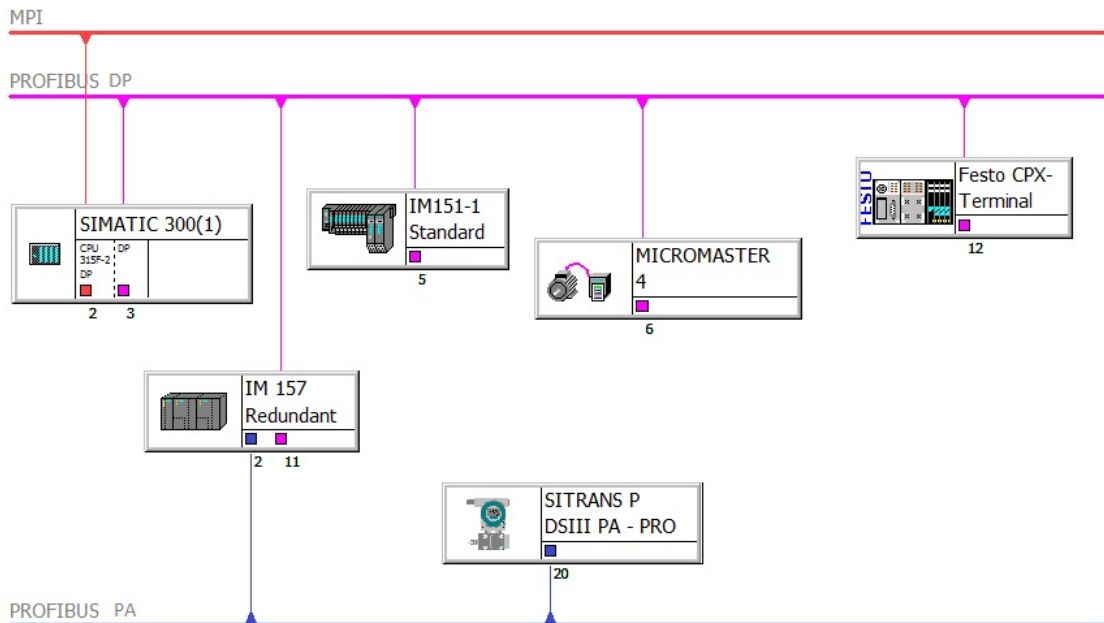 MPI
PROFIBUS DP
SIMATIC 300(1)
CPU
315F-2
DP
DP
2
3
IM151-1
Standard
5
MICROMASTER
4
6
FESTO
Festo CPX-
Terminal
12
IM 157
Redundant
2
11
SITRANS P
DSIII PA - PRO
20
PROFIBUS PA